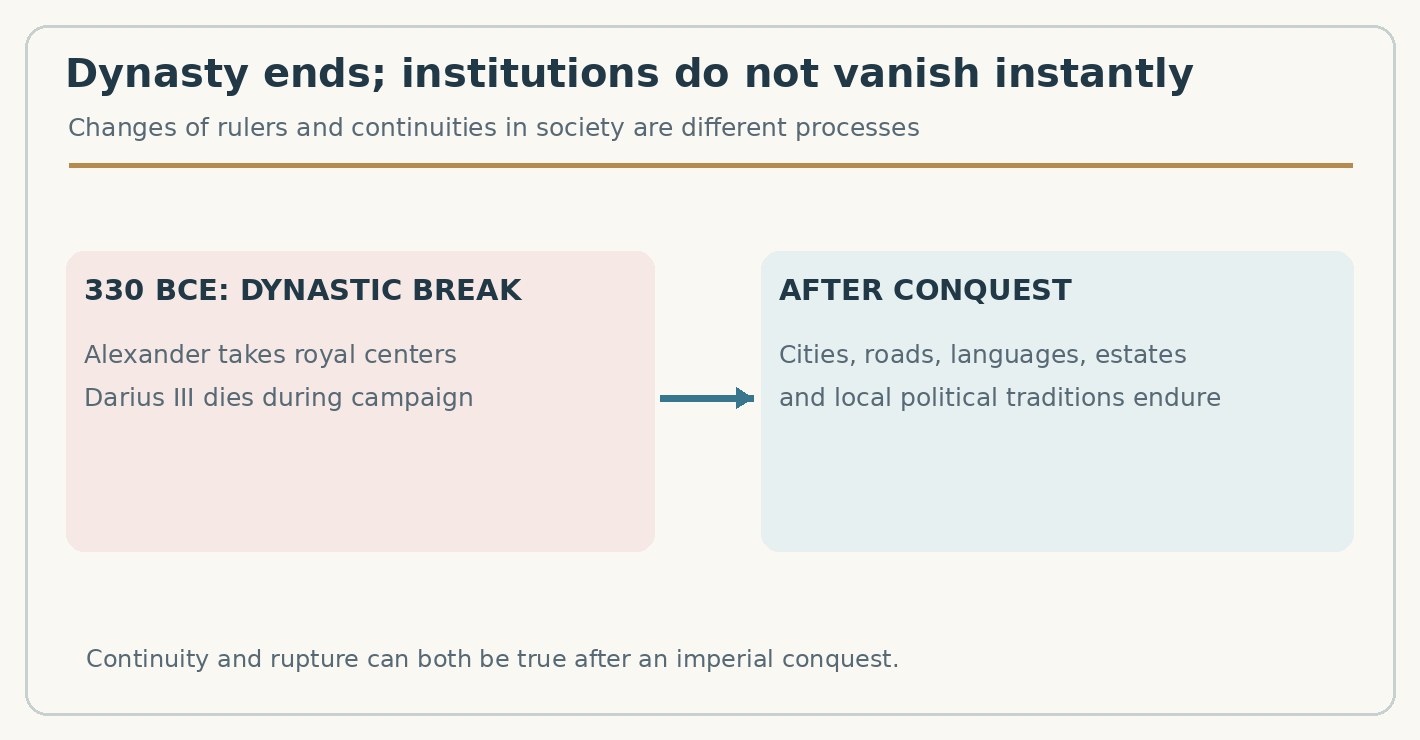 Dynasty ends; institutions do not vanish instantly
Changes of rulers and continuities in society are different processes
330 BCE: DYNASTIC BREAK
Alexander takes royal centers
Darius III dies during campaign
AFTER CONQUEST
Cities, roads, languages, estates
and local political traditions endure
Continuity and rupture can both be true after an imperial conquest.